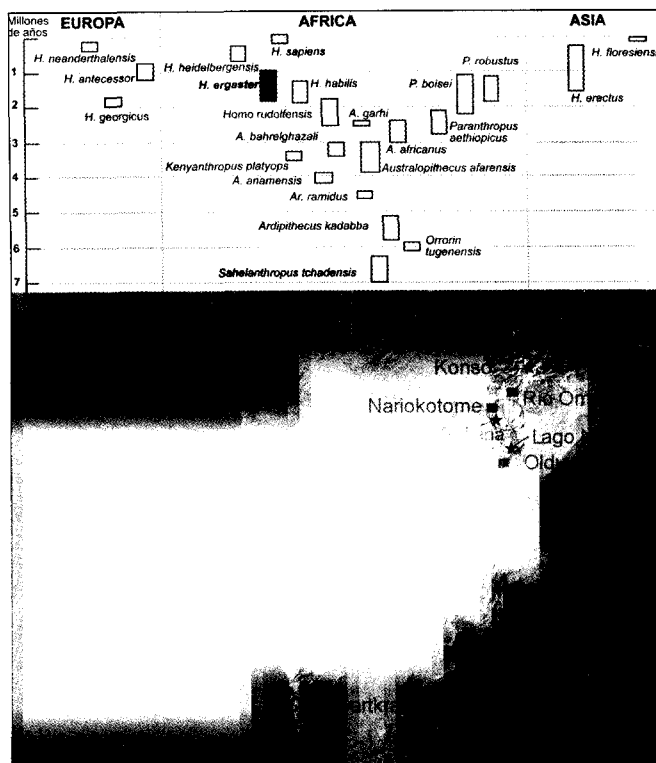 Millones
de años
EUROPA
AFRICA
ASIA
H. neanderthalensis
H. sapiens
H. floresiensis
H. heidelbergensis
H. antecessor
P. robustus
1
H. ergaster
H. habilis
P. boisei
H. erectus
H. georgicus
2
Homo rudolfensis
A. garhi
Paranthropus
aethiopicus
A. bahrelghazali
3
A. africanus
Kenyanthropus platyops
Australopithecus afarensis
A. anamensis
4
Ar. ramidus
5
Ardipithecus kadabba
Orrorin
tugenensis
6
Sahelanthropus tchadensis
7
Konso
Nariokotome
Lago